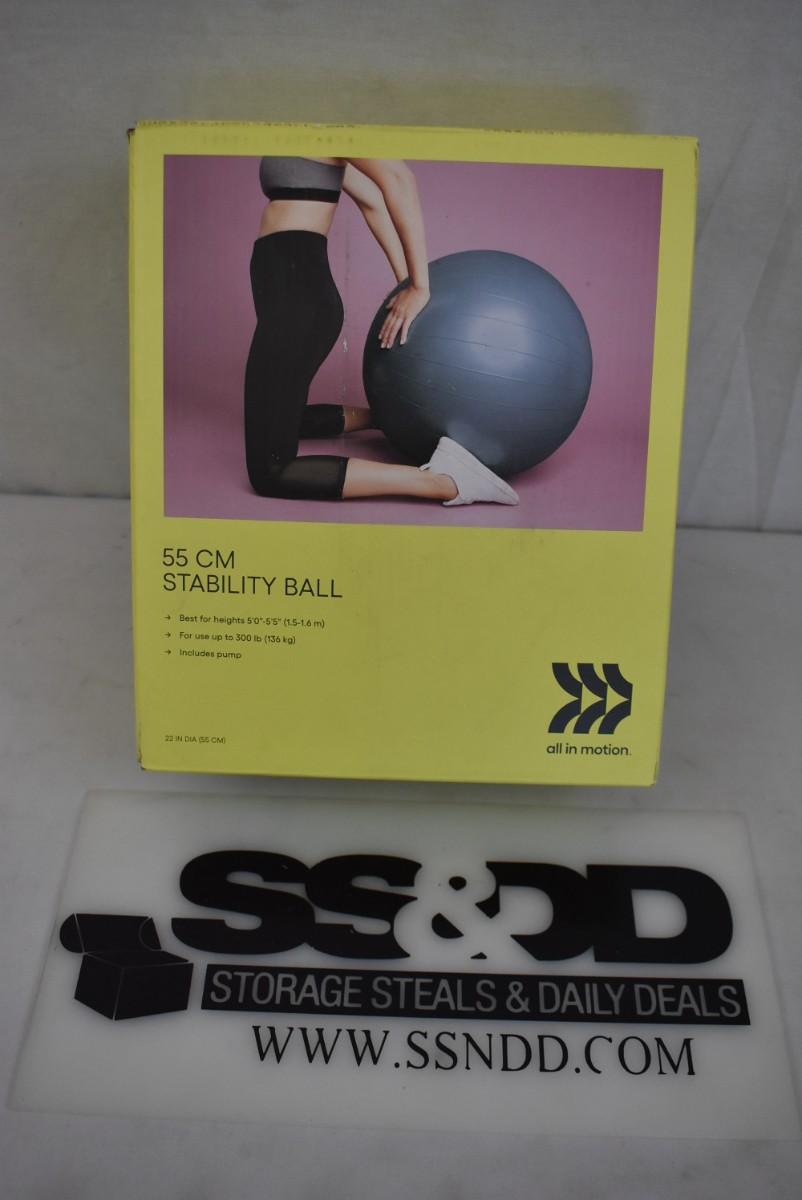 55 CM
STABILITY BALL
→ Best for heights 5'0"-5'5" (1.5-1.6 m)
→ For use up to 300 lb (136 kg)
→ Includes pump
22 IN DIA (55 CM)
all in motion.
SS&DD
STORAGE STEALS & DAILY DEALS
WWW.SSNDD.COM